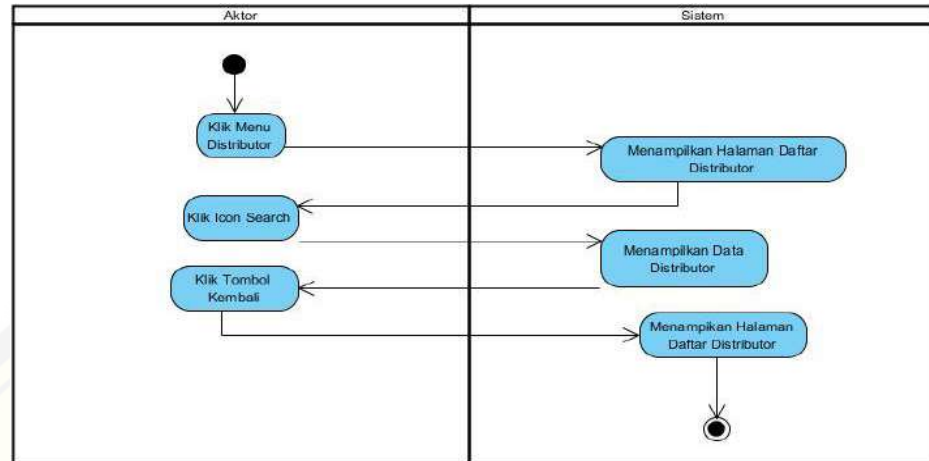 Aktor
Sistem
Klik Menu
Distributor
Menampilkan Halaman Daftar
Distributor
Klik Icon Search
Menampilkan Data
Distributor
Klik Tombol
Kembali
Menampikan Halaman
Daftar Distributor